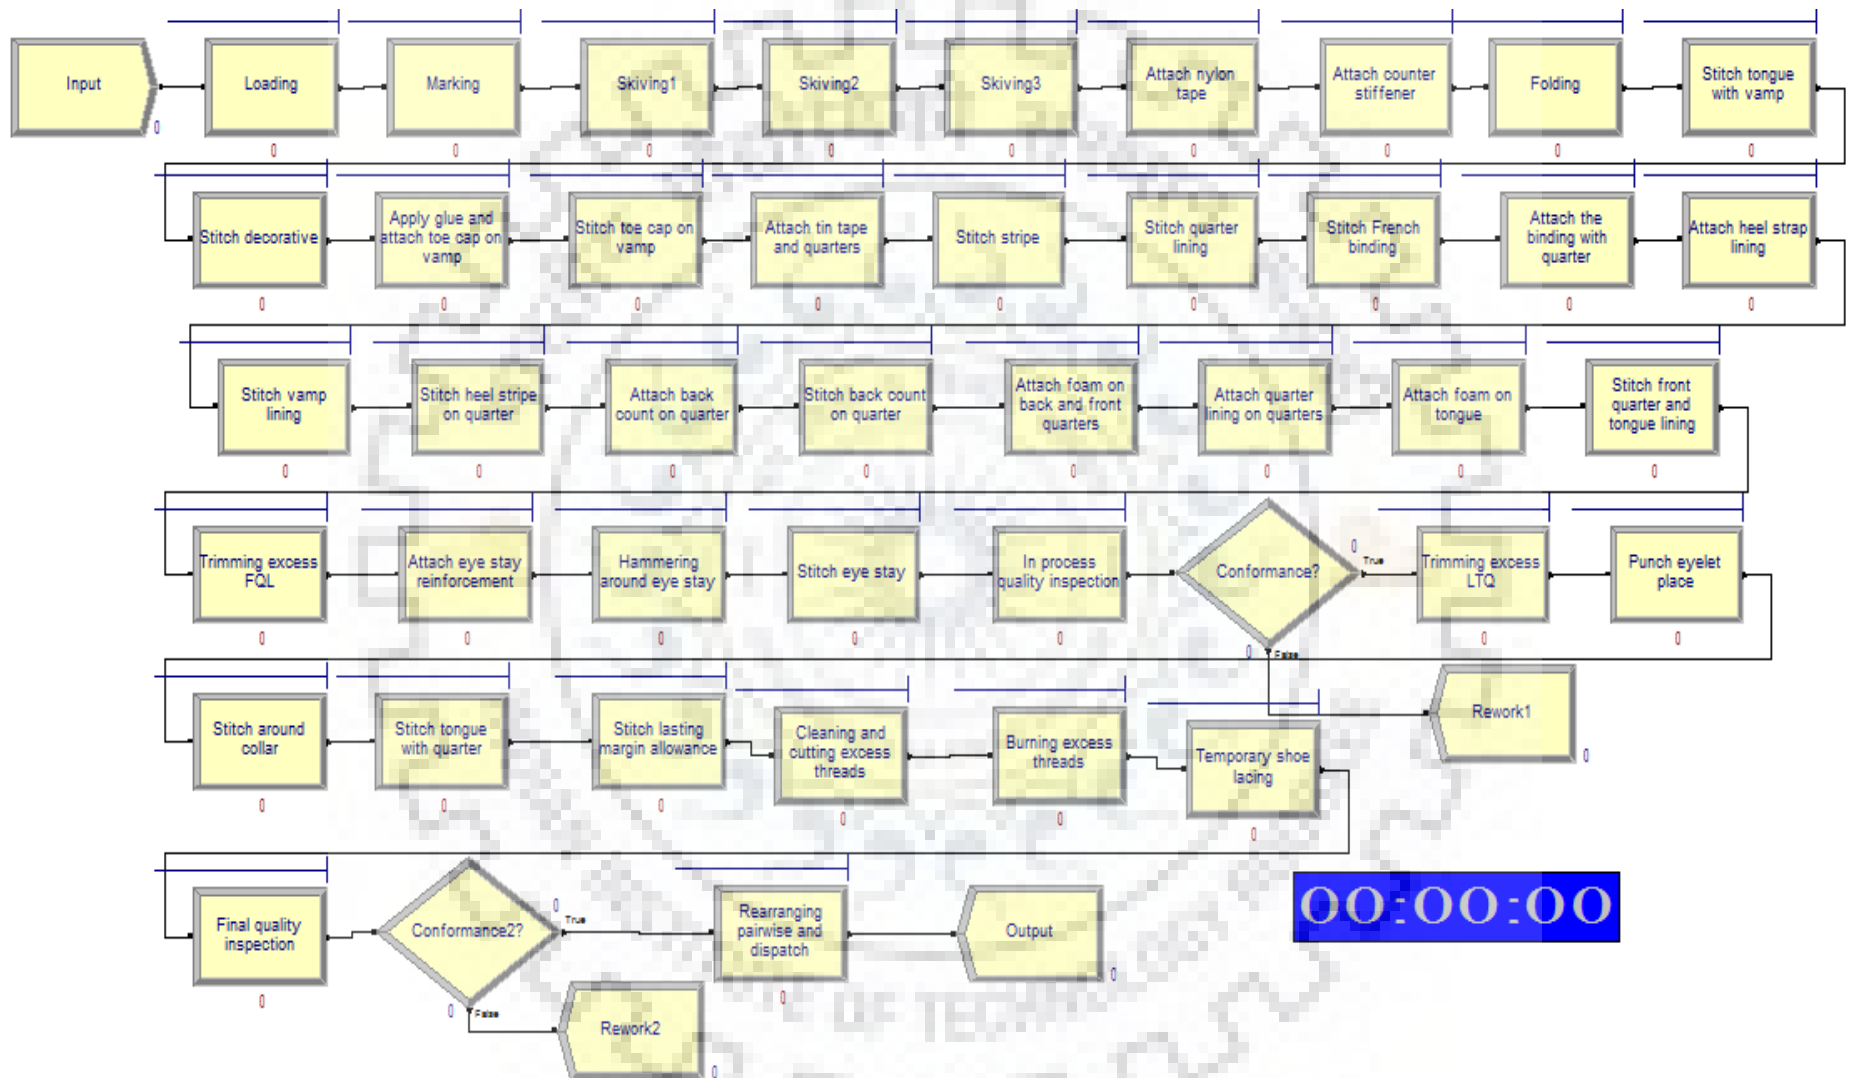 Input
Loading
Marking
Skiving1
Skiving2
Skiving3
Attach nylon
tape
Attach counter
stiffener
Folding
Stitch tongue
with vamp
0
0
0
0
0
0
0
0
0
0
Stitch decorative
Apply glue and
attach toe cap on
vamp
Stitch toe cap on
vamp
Attach tin tape
and quarters
Stitch stripe
Stitch quarter
lining
Stitch French
binding
Attach the
binding with
quarter
Attach heel strap
lining
0
0
0
0
0
0
0
0
0
Stitch vamp
lining
Stitch heel stripe
on quarter
Attach back
count on quarter
Stitch back count
on quarter
Attach foam on
back and front
quarters
Attach quarter
lining on quarters
Attach foam on
tongue
Stitch front
quarter and
tongue lining
0
0
0
0
0
0
0
0
Trimming excess
FQL
Attach eye stay
reinforcement
Hammering
around eye stay
Stitch eye stay
In process
quality inspection
Conformance?
0
True
Trimming excess
LTQ
Punch eyelet
place
0
0
0
0
0
0
False
0
0
Stitch around
collar
Stitch tongue
with quarter
Stitch lasting
margin allowance
Cleaning and
cutting excess
threads
Burning excess
threads
Temporary shoe
lacing
Rework1
0
0
0
0
0
0
0
Final quality
inspection
Conformance2?
0
True
Rearranging
pairwise and
dispatch
Output
00:00:00
0
0
False
0
0
Rework2
0
OF TECHNOLOGY